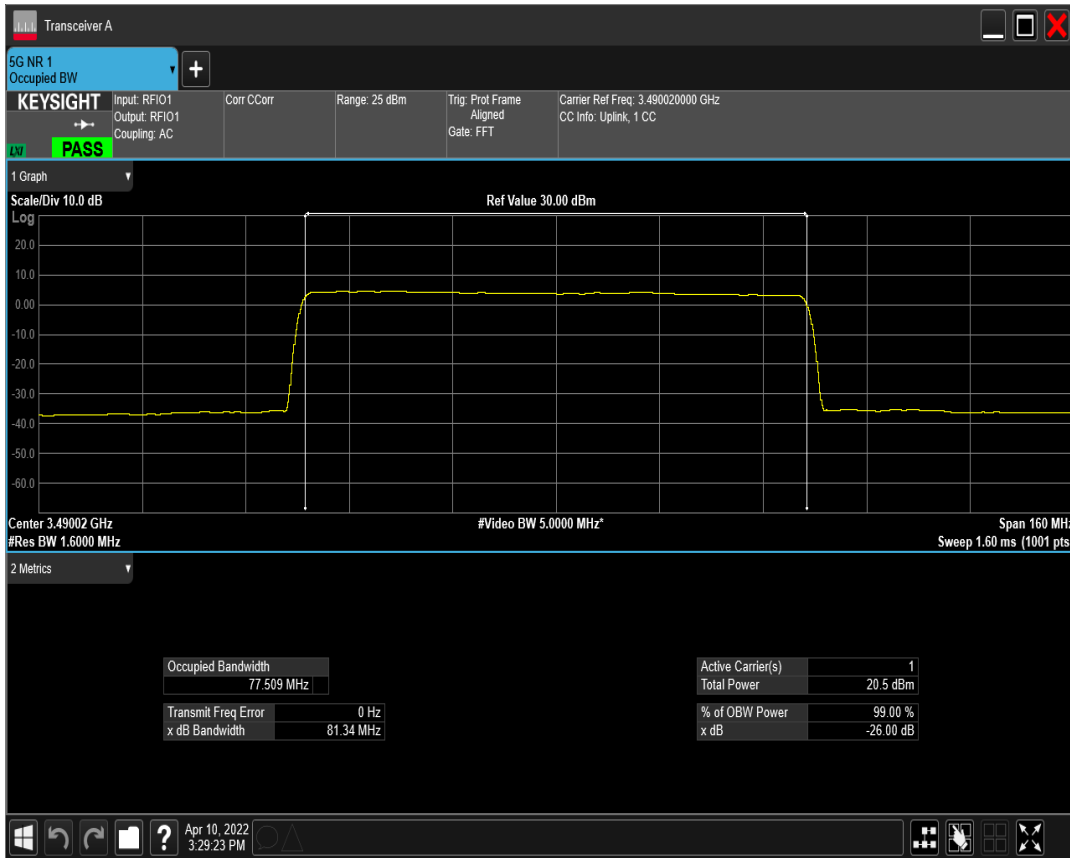 Transceiver A
5G NR 1
Occupied BW
KEYSIGHT
LXI
PASS
Input: RFIO1
Output: RFIO1
Coupling: AC
Corr CCorr
Range: 25 dBm
Trig: Prot Frame
Aligned
Gate: FFT
Carrier Ref Freq: 3.490020000 GHz
CC Info: Uplink, 1 CC
1 Graph
Scale/Div 10.0 dB
Ref Value 30.00 dBm
Log
20.0
10.0
0.00
-10.0
-20.0
-30.0
-40.0
-50.0
-60.0
Center 3.49002 GHz
#Video BW 5.0000 MHz*
Span 160 MHz
#Res BW 1.6000 MHz
Sweep 1.60 ms (1001 pts
2 Metrics
Occupied Bandwidth
77.509 MHz
Transmit Freq Error 0 Hz
x dB Bandwidth 81.34 MHz
Active Carrier(s) 1
Total Power 20.5 dBm
% of OBW Power 99.00 %
x dB -26.00 dB
?
Apr 10, 2022
3:29:23 PM